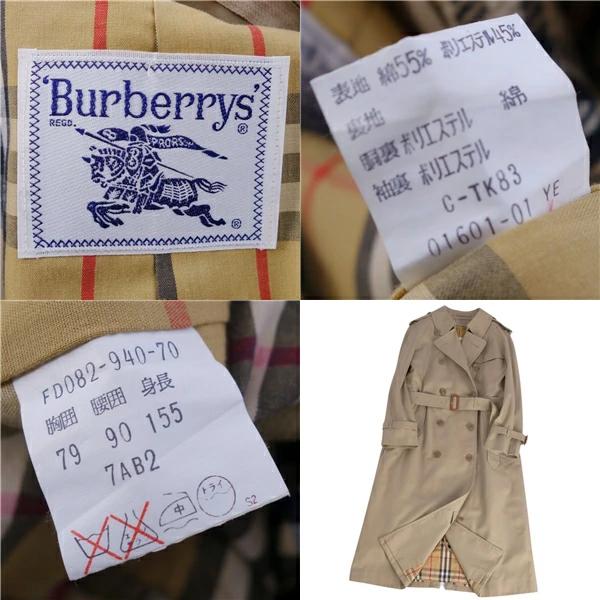 'Burberrys'®
REGD.
PRORSUM
®
表地 綿55% ポリエステル45%
裏地 綿
胴裏 ポリエステル
袖裏 ポリエステル
C-TK83
01601-01 YE
FD082-940-70
胸囲 腰囲 身長
79 90 155
7AB2
中
ドライ
S2